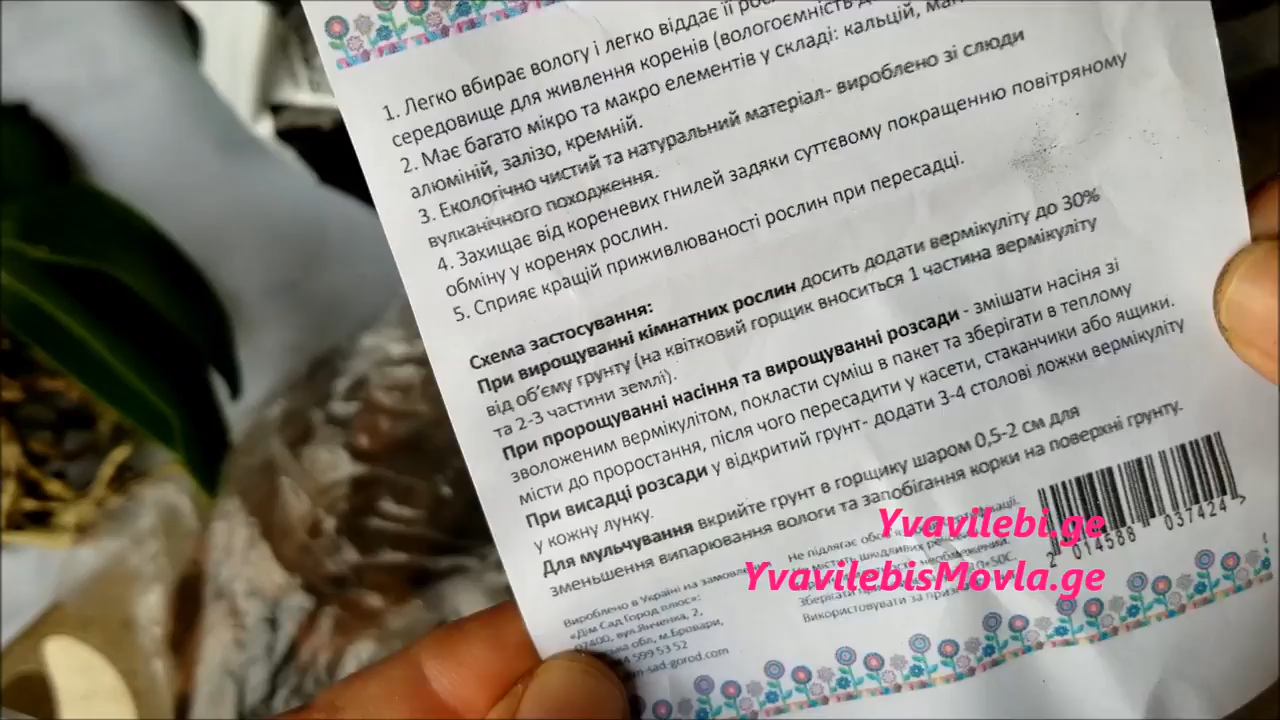 1. Легко вбирає вологу і легко віддає її
середовище для живлення коренів (вологоємність
2. Має багато мікро та макро елементів у складі: кальцій,
алюміній, залізо, кремній.
3. Екологічно чистий та натуральний матеріал- вироблено зі слюди
вулканічного походження.
4. Захищає від кореневих гнилей задяки суттєвому покращенню повітряному
обміну у коренях рослин.
5. Сприяє кращій приживлюваності рослин при пересадці.
Схема застосування:
При вирощуванні кімнатних рослин досить додати вермікуліту до 30%
від об’єму грунту (на квітковий горщик вноситься 1 частина вермікуліту
та 2-3 частини землі).
При пророщуванні насіння та вирощуванні розсади - змішати насіня зі
зволоженим вермікулітом, покласти суміш в пакет та зберігати в теплому
місти до проростання, після чого пересадити у касети, стаканчики або ящики.
При висадці розсади у відкритий грунт- додати 3-4 столові ложки вермікуліту
у кожну лунку.
Для мульчування вкрийте грунт в горщику шаром 0,5-2 см для
зменьшення випарювання вологи та запобігання корки на поверхні грунту.
Вироблено в Україні на
«Дім Сад Город плюс»:
07400, вул.Янченка, 2,
обл, м.Бровари,
599 53 52
Не підлягає
Зберігати
Використовувати за
2 014588 037424 >
Yvavilebi.ge
YvavilebisMovla.ge